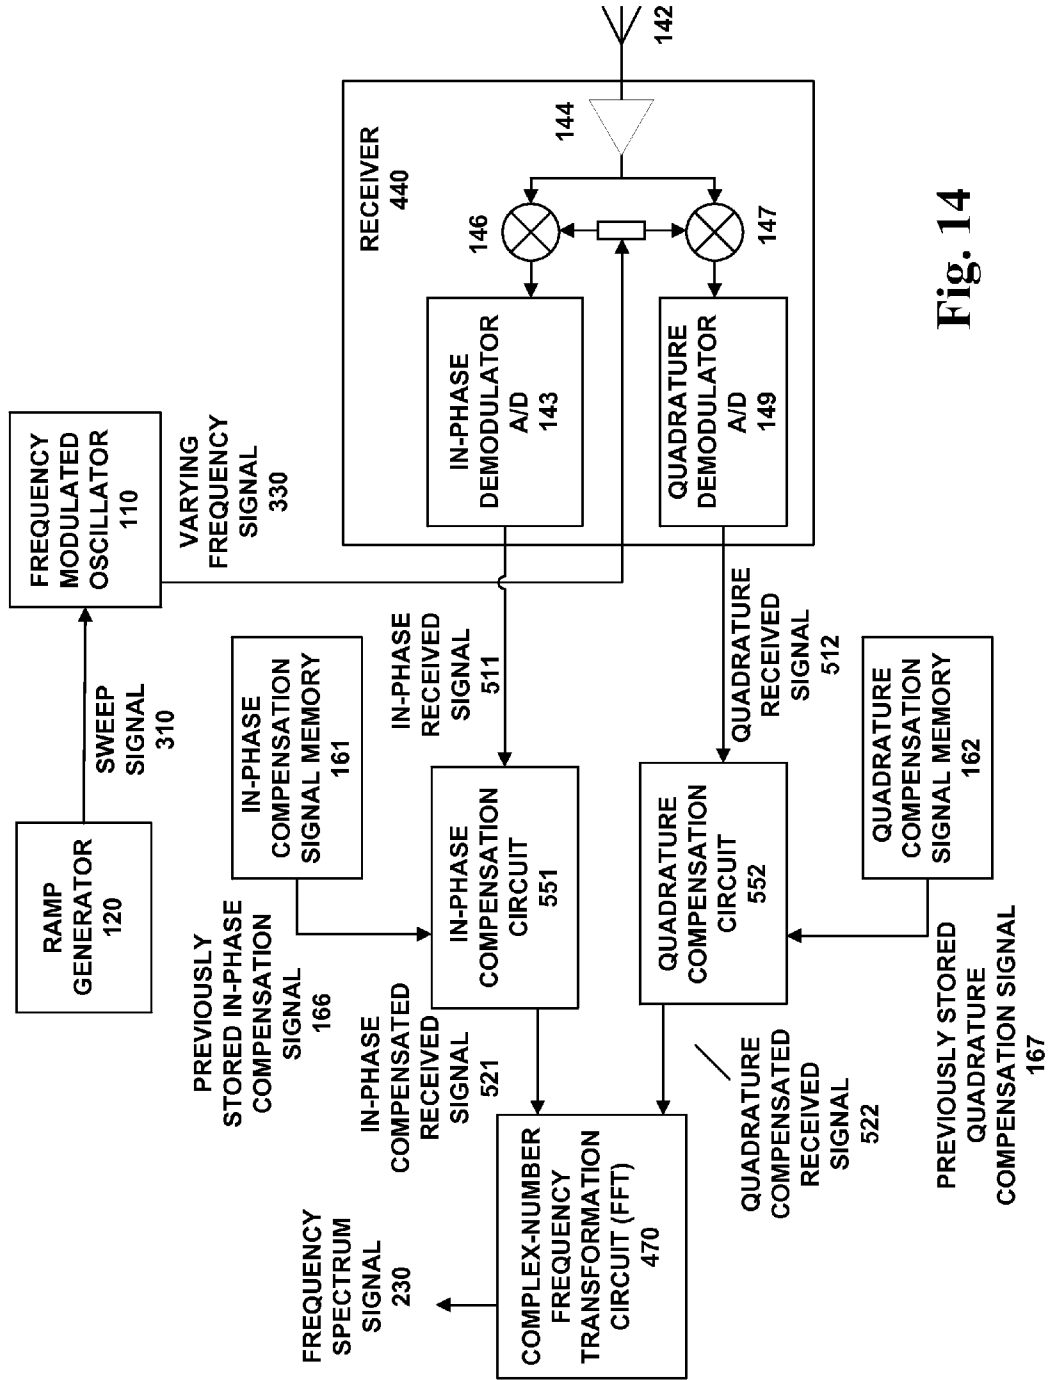 RAMP
GENERATOR
120
SWEEP
SIGNAL
310
FREQUENCY
MODULATED
OSCILLATOR
110
VARYING
FREQUENCY
SIGNAL
330
PREVIOUSLY
STORED IN-PHASE
COMPENSATION
SIGNAL
166
IN-PHASE
COMPENSATION
SIGNAL MEMORY
161
RECEIVER
440
FREQUENCY
SPECTRUM
SIGNAL
230
IN-PHASE
COMPENSATED
RECEIVED
SIGNAL
521
IN-PHASE
COMPENSATION
CIRCUIT
551
IN-PHASE
RECEIVED
SIGNAL
511
IN-PHASE
DEMODULATOR
A/D
143
146
144
142
COMPLEX-NUMBER
FREQUENCY
TRANSFORMATION
CIRCUIT (FFT)
470
QUADRATURE
COMPENSATION
CIRCUIT
552
QUADRATURE
RECEIVED
SIGNAL
512
QUADRATURE
DEMODULATOR
A/D
149
147
QUADRATURE
COMPENSATED
RECEIVED
SIGNAL
522
PREVIOUSLY STORED
QUADRATURE
COMPENSATION SIGNAL
167
QUADRATURE
COMPENSATION
SIGNAL MEMORY
162
Fig. 14